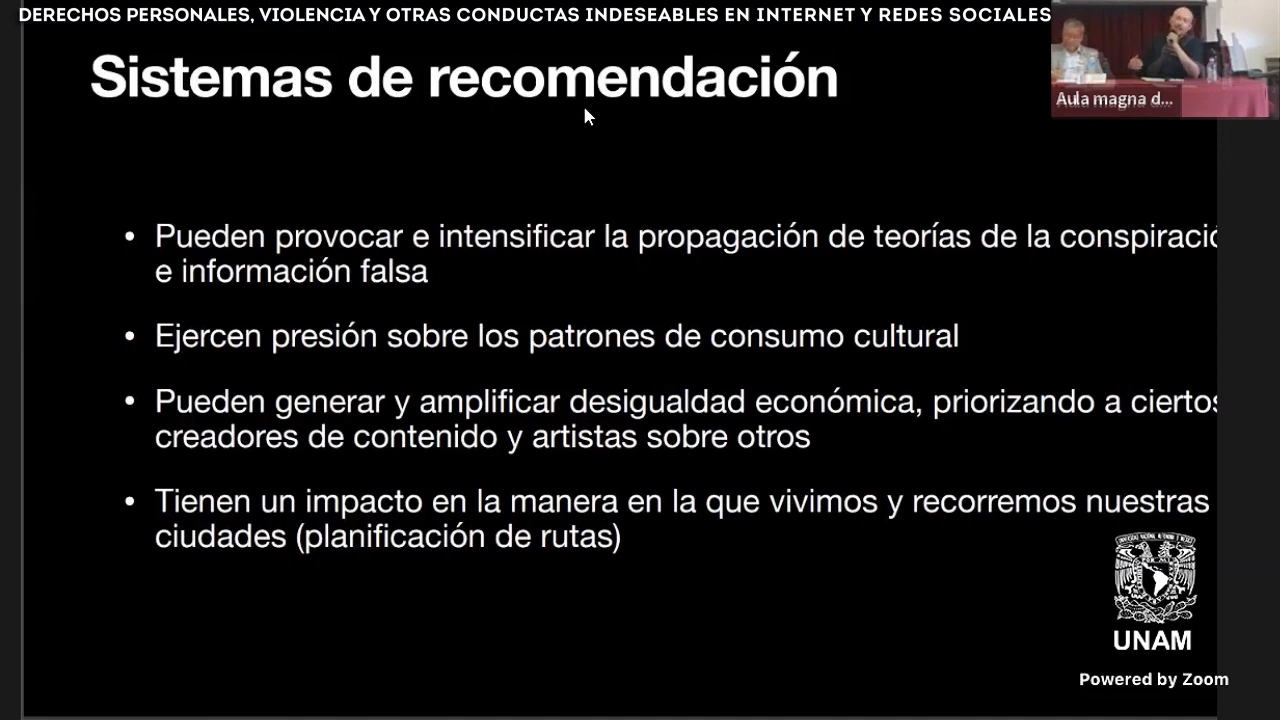 DERECHOS PERSONALES, VIOLENCIA Y OTRAS CONDUCTAS INDESEABLES EN INTERNET Y REDES SOCIALES
Sistemas de recomendación
Aula magna d...
• Pueden provocar e intensificar la propagación de teorías de la conspiració
e información falsa
• Ejercen presión sobre los patrones de consumo cultural
• Pueden generar y amplificar desigualdad económica, priorizando a ciertos
creadores de contenido y artistas sobre otros
• Tienen un impacto en la manera en la que vivimos y recorremos nuestras
ciudades (planificación de rutas)
UNAM
Powered by Zoom